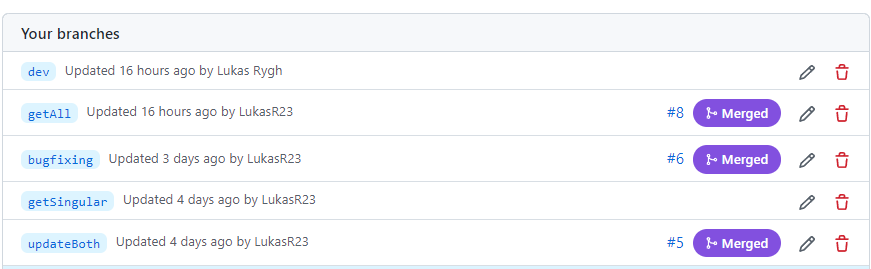 Your branches
dev Updated 16 hours ago by Lukas Rygh
getAll Updated 16 hours ago by LukasR23 #8 Merged
bugfixing Updated 3 days ago by LukasR23 #6 Merged
getSingular Updated 4 days ago by LukasR23
updateBoth Updated 4 days ago by LukasR23 #5 Merged